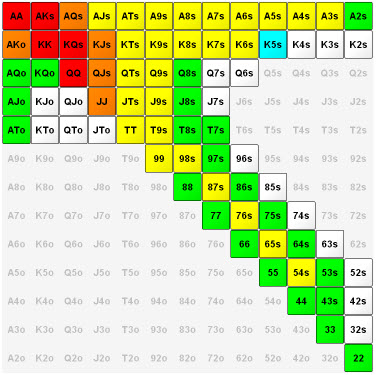 AA AKs AQs AJs ATs A9s A8s A7s A6s A5s A4s A3s A2s
AKo KK KQs KJs KTs K9s K8s K7s K6s K5s K4s K3s K2s
AQo KQo QQ QJs QTs Q9s Q8s Q7s Q6s Q5s Q4s Q3s Q2s
AJo KJo QJo JJ JTs J9s J8s J7s J6s J5s J4s J3s J2s
ATo KTo QTo JTo TT T9s T8s T7s T6s T5s T4s T3s T2s
A9o K9o Q9o J9o T9o 99 98s 97s 96s 95s 94s 93s 92s
A8o K8o Q8o J8o T8o 98o 88 87s 86s 85s 84s 83s 82s
A7o K7o Q7o J7o T7o 97o 87o 77 76s 75s 74s 73s 72s
A6o K6o Q6o J6o T6o 96o 86o 76o 66 65s 64s 63s 62s
A5o K5o Q5o J5o T5o 95o 85o 75o 65o 55 54s 53s 52s
A4o K4o Q4o J4o T4o 94o 84o 74o 64o 54o 44 43s 42s
A3o K3o Q3o J3o T3o 93o 83o 73o 63o 53o 43o 33 32s
A2o K2o Q2o J2o T2o 92o 82o 72o 62o 52o 42o 32o 22